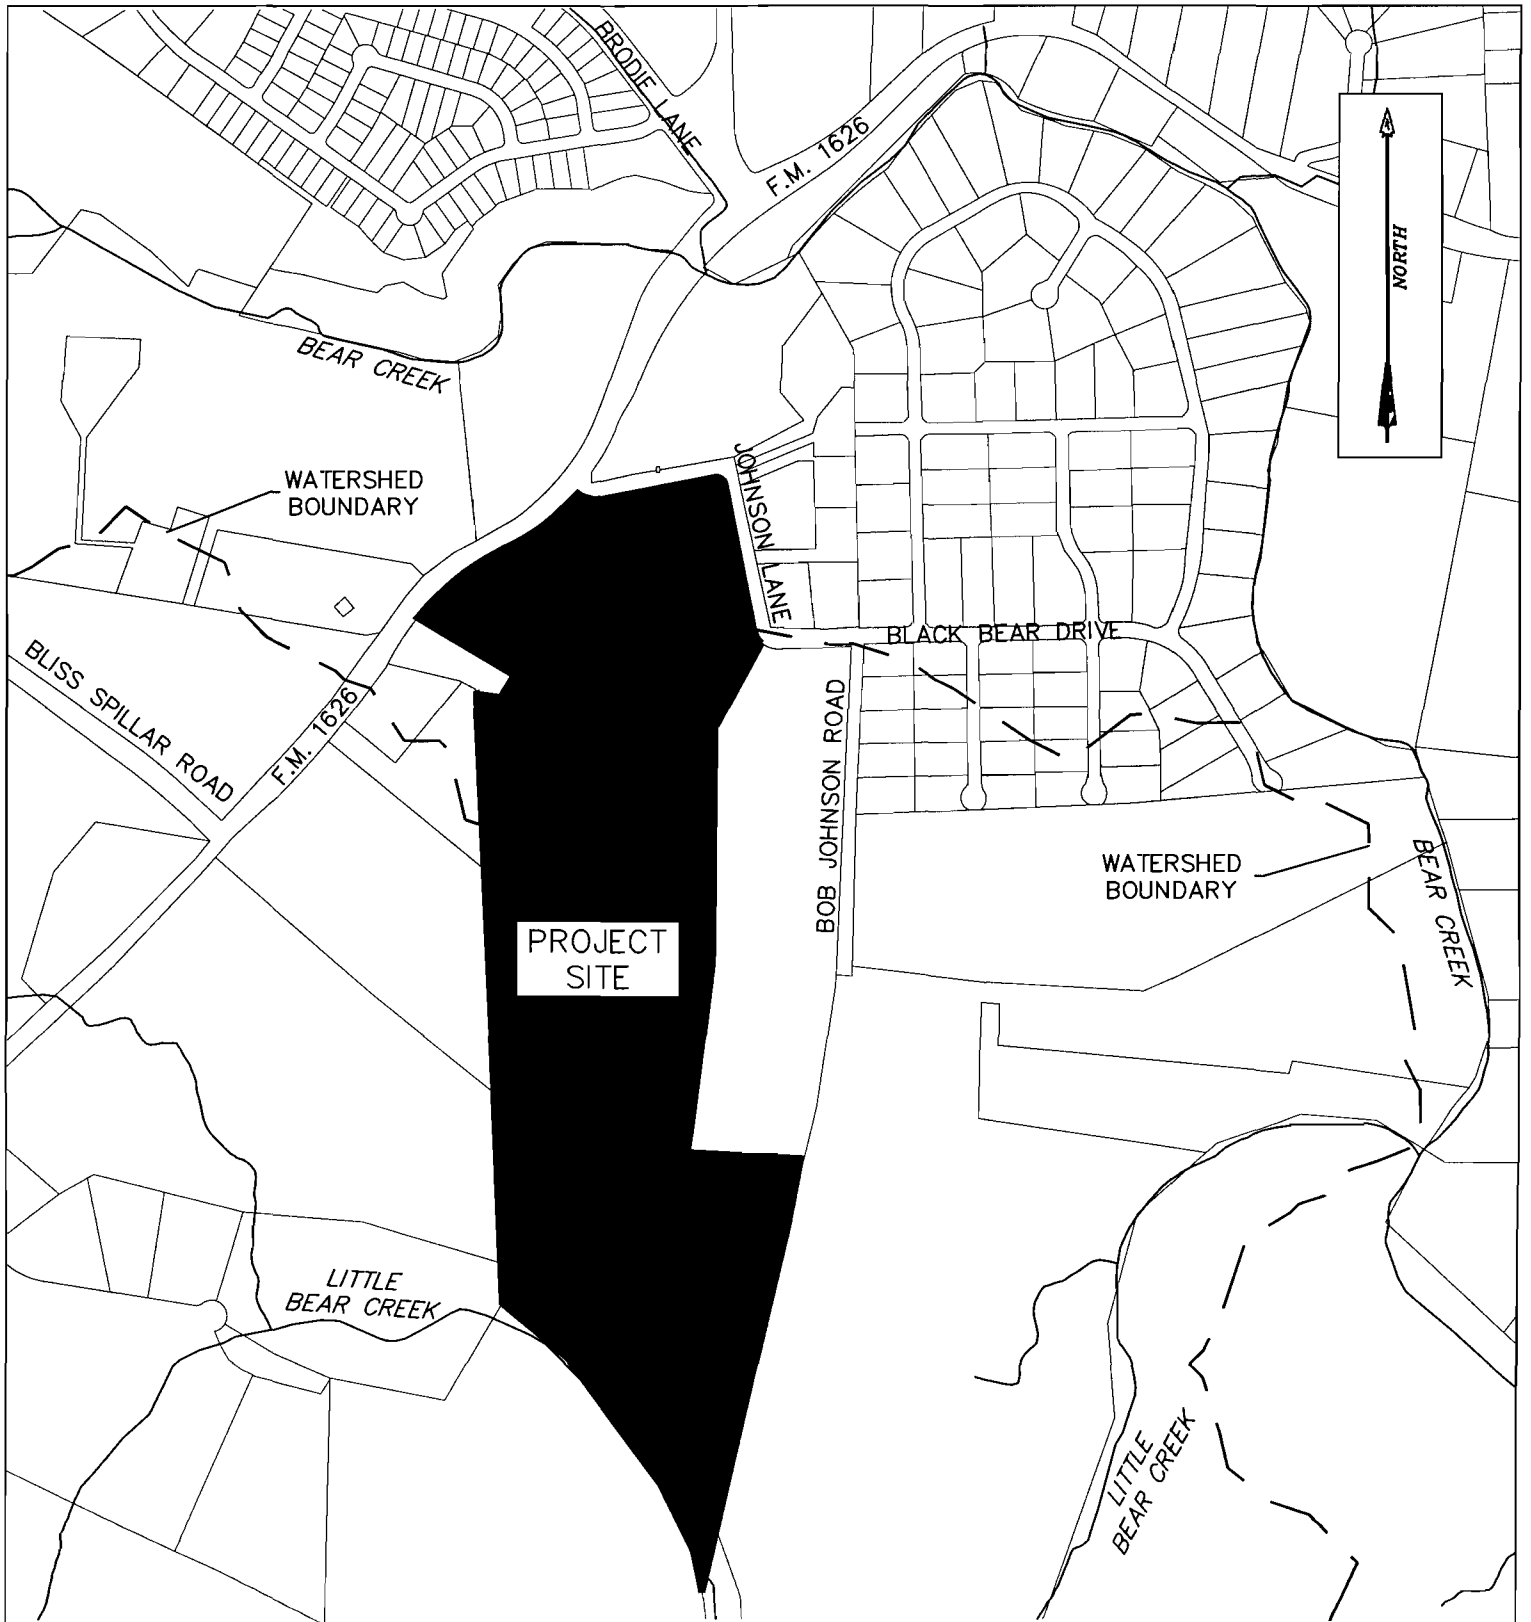 BRODIE LANE
F.M. 1626
NORTH
BEAR CREEK
WATERSHED
BOUNDARY
JOHNSON LANE
BLACK BEAR DRIVE
BLISS SPILLAR ROAD
F.M. 1626
BOB JOHNSON ROAD
WATERSHED
BOUNDARY
BEAR CREEK
PROJECT
SITE
LITTLE
BEAR CREEK
LITTLE
BEAR CREEK